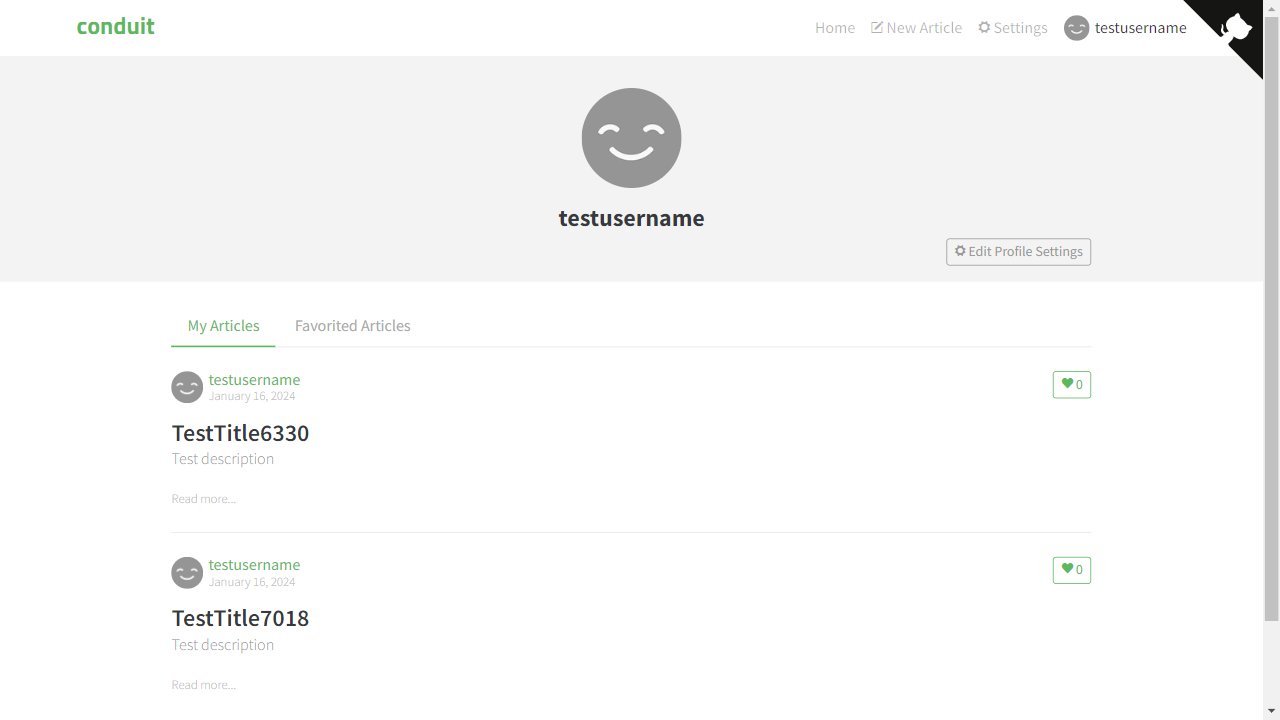 conduit
Home
New Article
Settings
testusername
testusername
Edit Profile Settings
My Articles
Favorited Articles
testusername
January 16, 2024
0
TestTitle6330
Test description
Read more...
testusername
January 16, 2024
0
TestTitle7018
Test description
Read more...